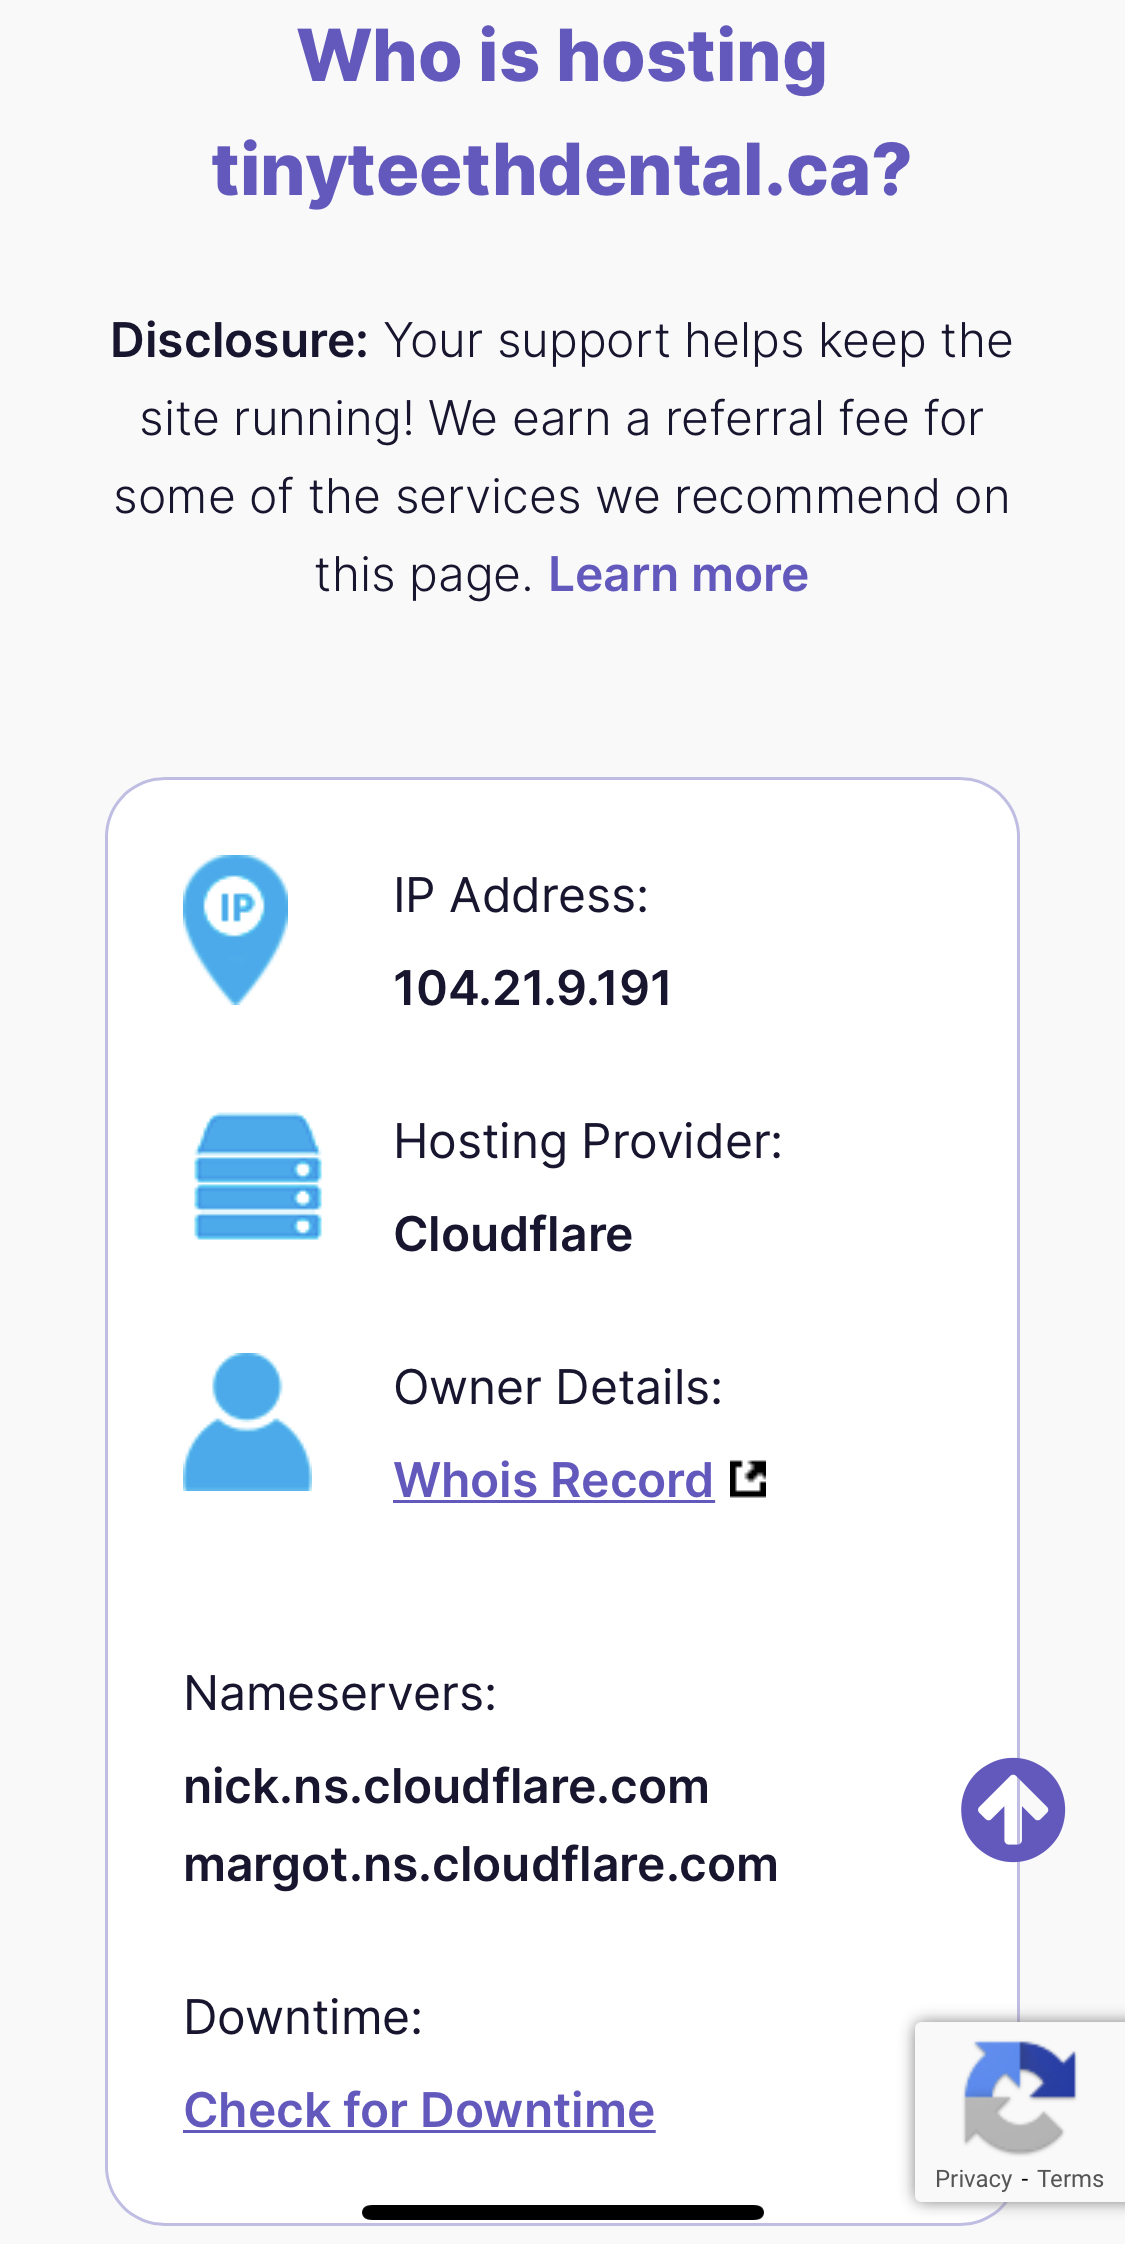 Who is hosting
tinyteethdental.ca?
Disclosure: Your support helps keep the
site running! We earn a referral fee for
some of the services we recommend on
this page. Learn more
IP
IP Address:
104.21.9.191
Hosting Provider:
Cloudflare
Owner Details:
Whois Record
Nameservers:
nick.ns.cloudflare.com
margot.ns.cloudflare.com
Downtime:
Check for Downtime
Privacy - Terms